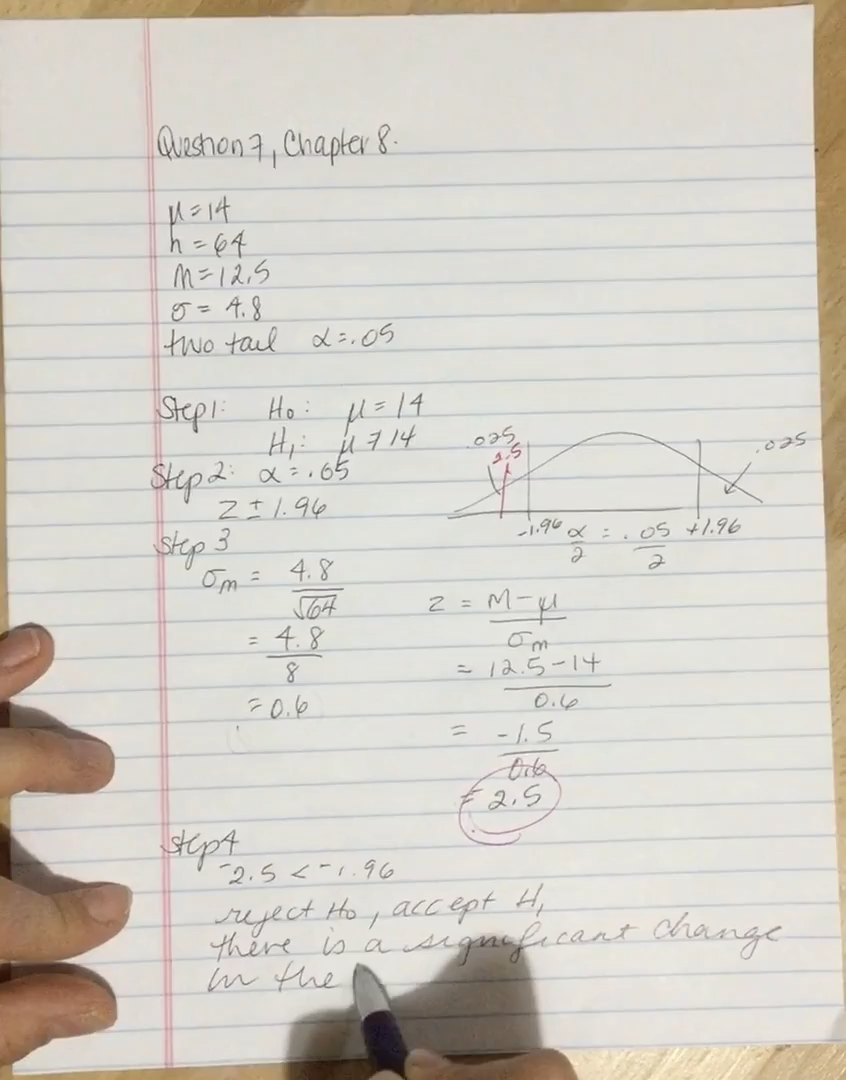 Question 7, Chapter 8.
μ = 14
n = 64
M = 12.5
σ = 4.8
two tail α = .05
Step 1: H₀: μ = 14
H₁: μ ≠ 14
Step 2: α = .05
Z ± 1.96
.025
2.5
.025
-1.96
+1.96
α/2 = .05/2
Step 3
σm = 4.8/√64
= 4.8/8
= 0.6
Z = M - μ/σm
= 12.5 - 14/0.6
= -1.5/0.6
= 2.5
Step 4
-2.5 < -1.96
reject H₀, accept H₁
there is a significant change
in the